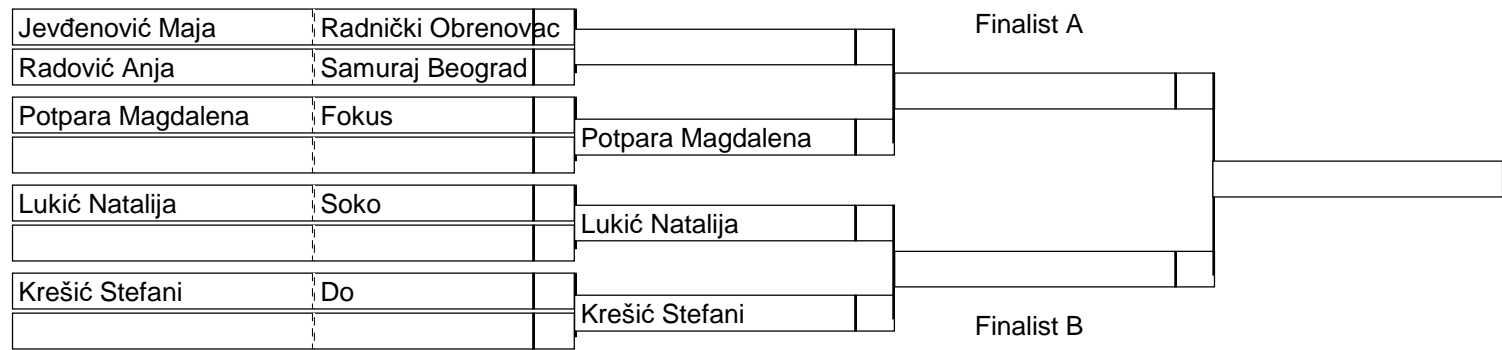 Jevđenović Maja Radnički Obrenovac
Radović Anja Samuraj Beograd
Potpara Magdalena Fokus
Lukić Natalija Soko
Krešić Stefani Do
Potpara Magdalena
Lukić Natalija
Krešić Stefani
Finalist A
Finalist B